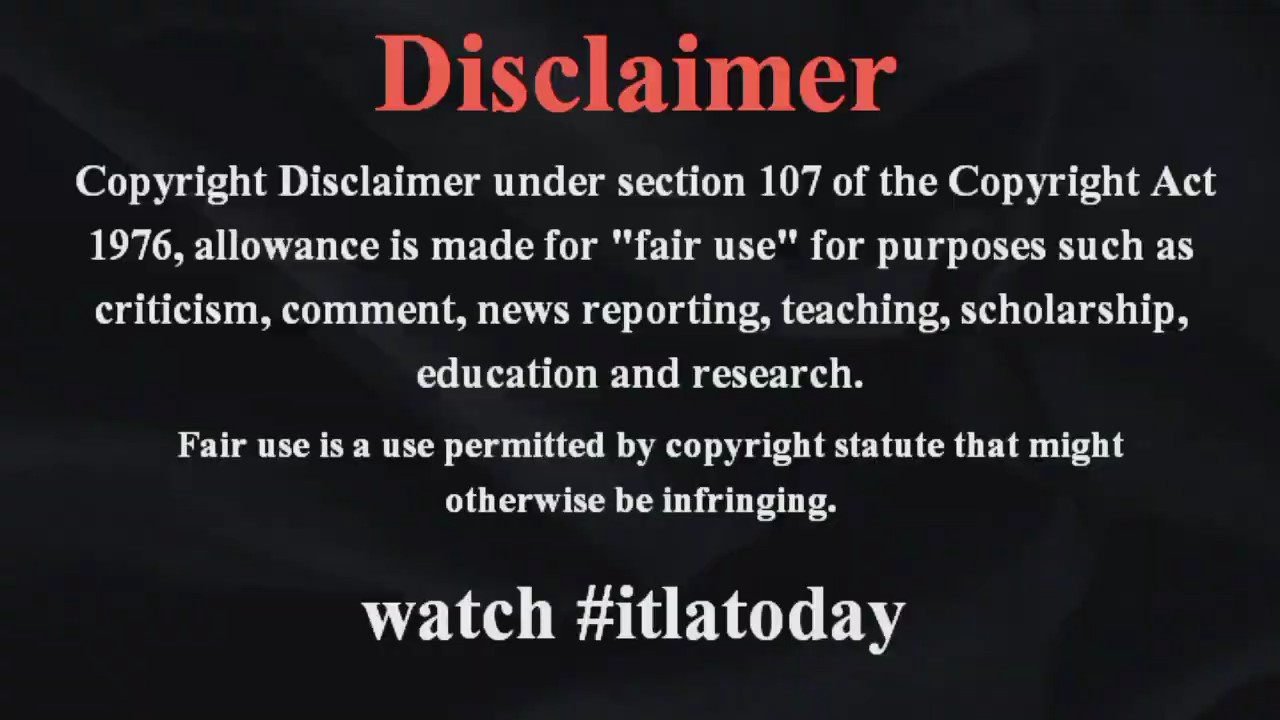 Disclaimer
Copyright Disclaimer under section 107 of the Copyright Act
1976, allowance is made for "fair use" for purposes such as
criticism, comment, news reporting, teaching, scholarship,
education and research.
Fair use is a use permitted by copyright statute that might
otherwise be infringing.
watch #itlatoday